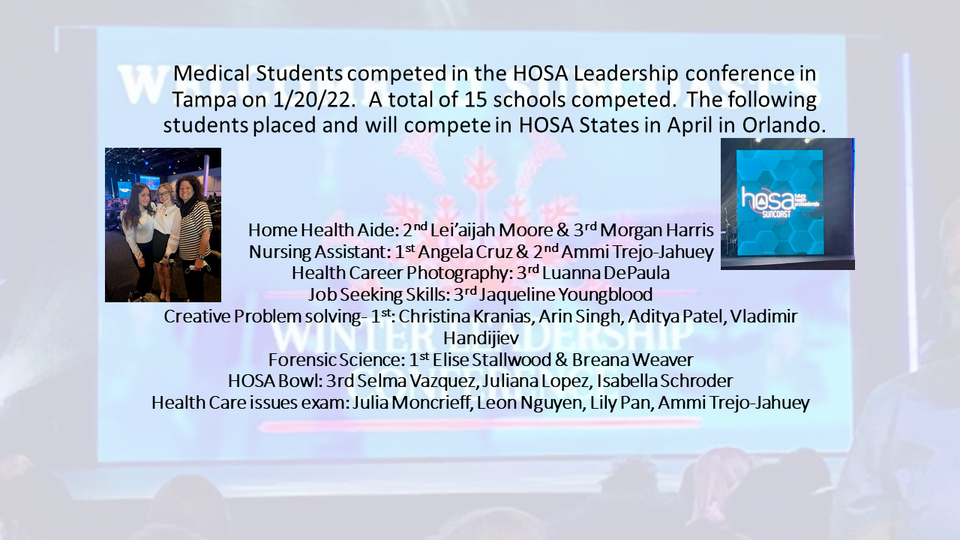 WELCOME TO SUNCOAST'S
Medical Students competed in the HOSA Leadership conference in
Tampa on 1/20/22. A total of 15 schools competed. The following
students placed and will compete in HOSA States in April in Orlando.
hosa
SUNCOAST
Home Health Aide: 2nd Lei'aijah Moore & 3rd Morgan Harris
Nursing Assistant: 1st Angela Cruz & 2nd Ammi Trejo-Jahuey
Health Career Photography: 3rd Luanna DePaula
Job Seeking Skills: 3rd Jaqueline Youngblood
Creative Problem solving- 1st: Christina Kranias, Arin Singh, Aditya Patel, Vladimir
Handijiev
WINTER LEADERSHIP
CONFERENCE
Forensic Science: 1st Elise Stallwood & Breana Weaver
HOSA Bowl: 3rd Selma Vazquez, Juliana Lopez, Isabella Schroder
Health Care issues exam: Julia Moncrieff, Leon Nguyen, Lily Pan, Ammi Trejo-Jahuey